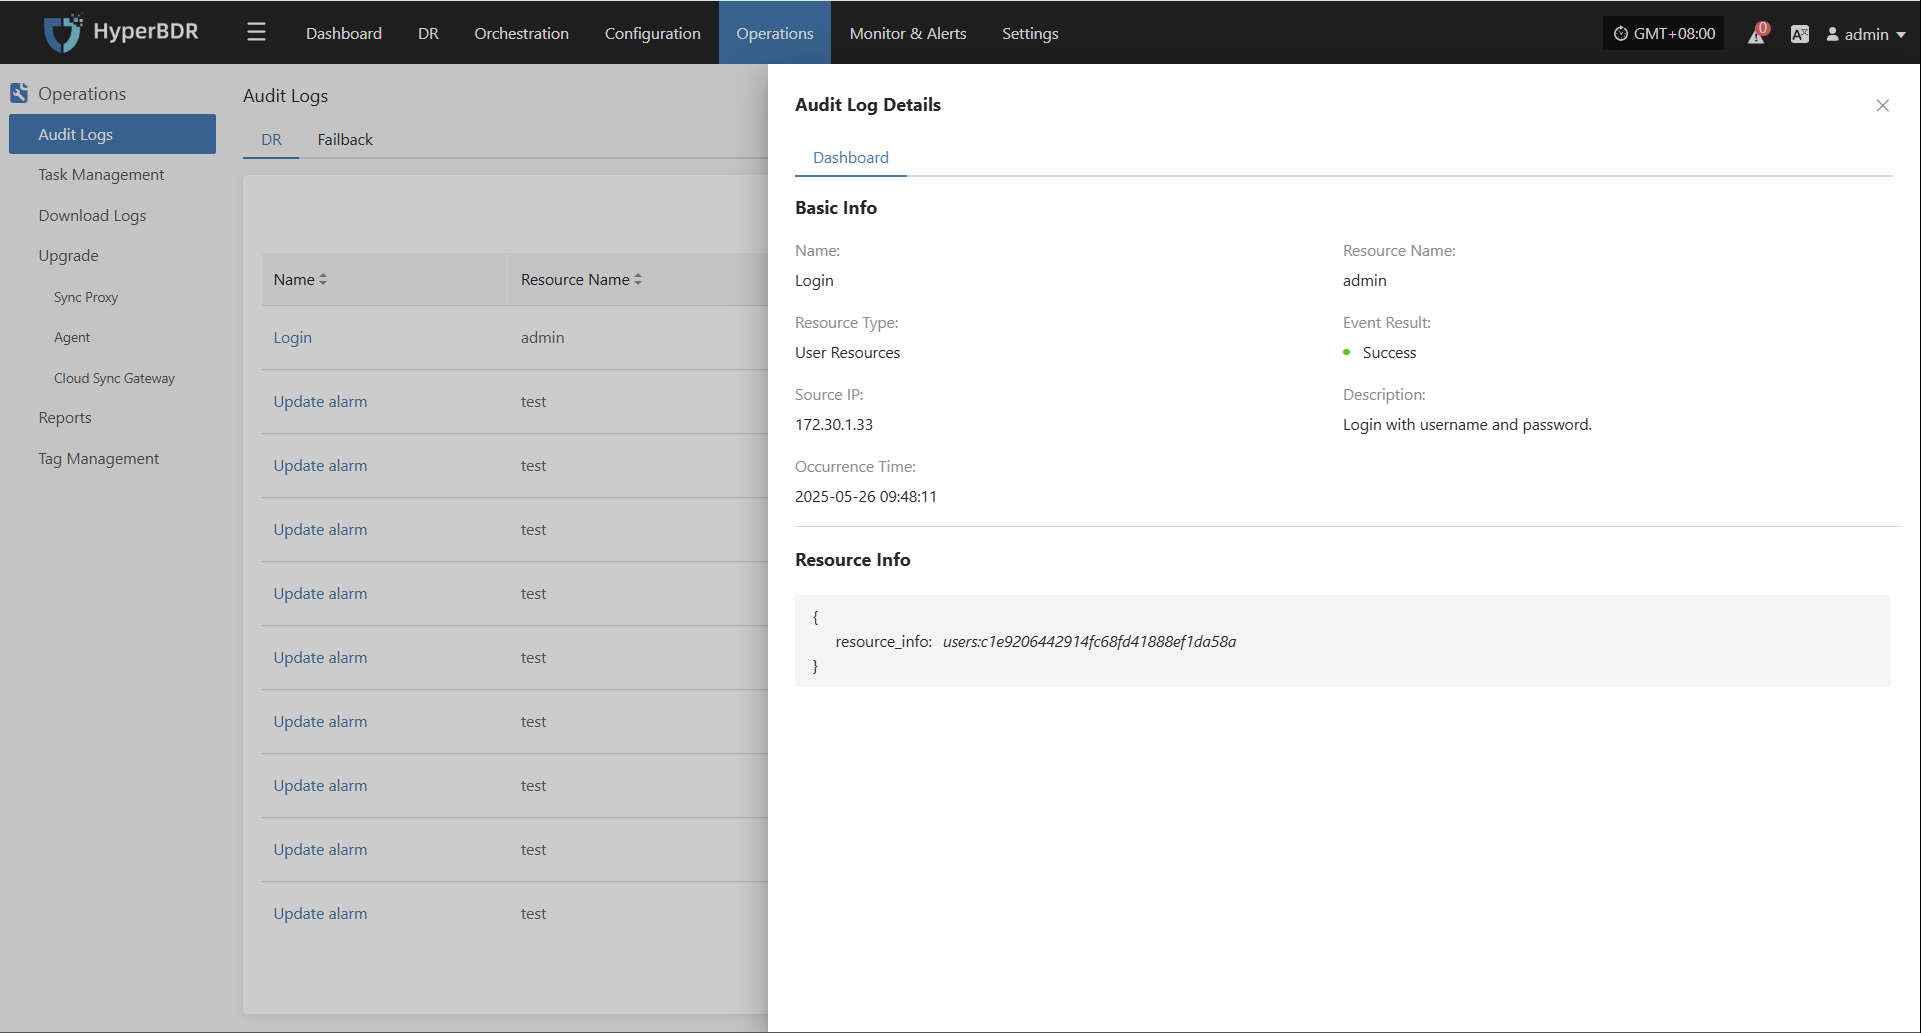 HyperBDR
Dashboard
DR
Orchestration
Configuration
Operations
Monitor & Alerts
Settings
GMT+08:00
0
admin
Operations
Audit Logs
Task Management
Download Logs
Upgrade
Sync Proxy
Agent
Cloud Sync Gateway
Reports
Tag Management
Audit Logs
DR
Failback
Name
Resource Name
Login
admin
Update alarm
test
Update alarm
test
Update alarm
test
Update alarm
test
Update alarm
test
Update alarm
test
Update alarm
test
Update alarm
test
Update alarm
test
Audit Log Details
Dashboard
Basic Info
Name:
Login
Resource Name:
admin
Resource Type:
User Resources
Event Result:
Success
Source IP:
172.30.1.33
Description:
Login with username and password.
Occurrence Time:
2025-05-26 09:48:11
Resource Info
{
resource_info: users:c1e9206442914fc68fd41888ef1da58a
}